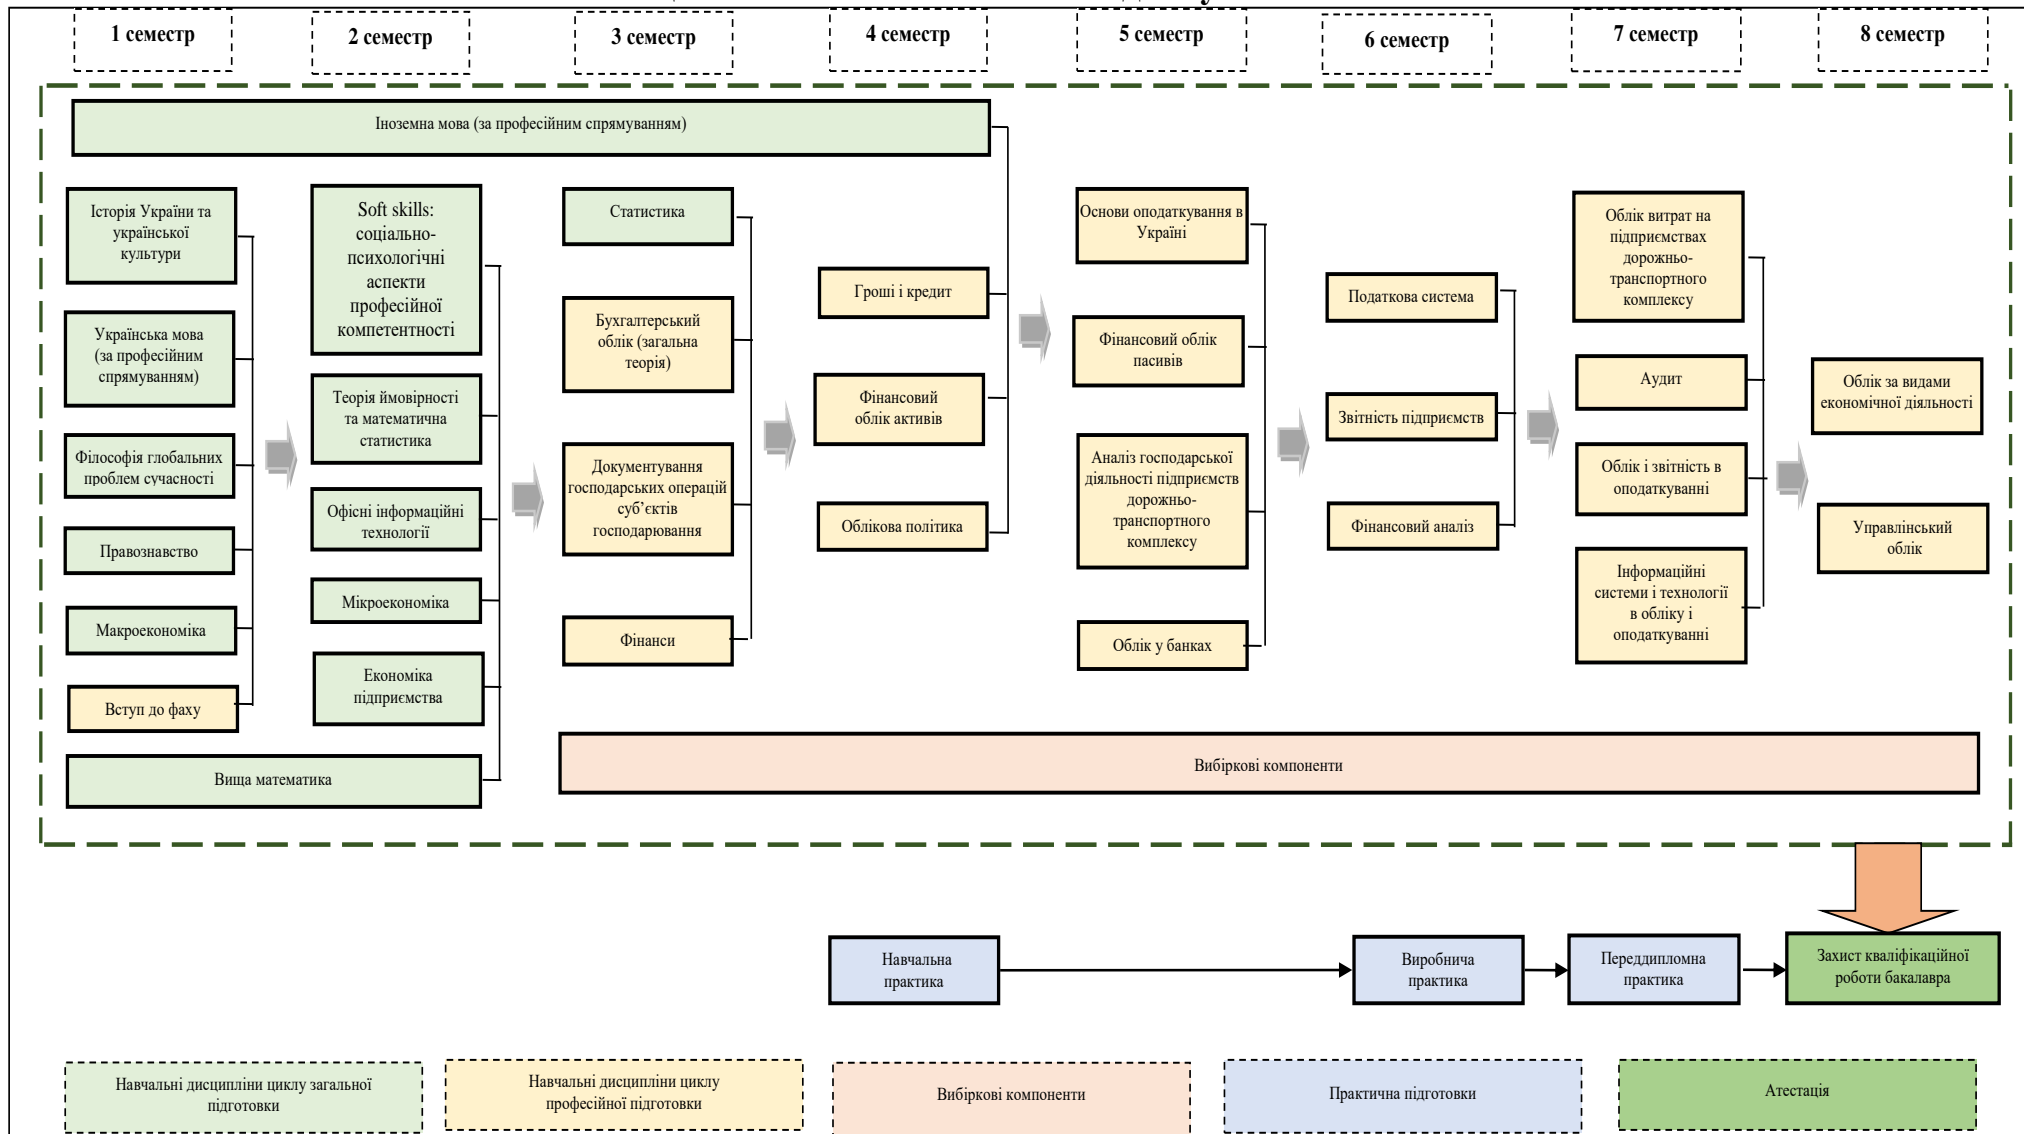 1 семестр
2 семестр
3 семестр
4 семестр
5 семестр
6 семестр
7 семестр
8 семестр
Іноземна мова (за професійним спрямуванням)
Історія України та
української
культури
Українська мова
(за професійним
спрямуванням)
Філософія глобальних
проблем сучасності
Правознавство
Макроекономіка
Вступ до фаху
Вища математика
Soft skills:
соціально-
психологічні
аспекти
професійної
компетентності
Теорія ймовірності
та математична
статистика
Офісні інформаційні
технології
Мікроекономіка
Економіка
підприємства
Статистика
Бухгалтерський
облік (загальна
теорія)
Документування
господарських операцій
суб’єктів
господарювання
Фінанси
Гроші і кредит
Фінансовий
облік активів
Облікова політика
Основи оподаткування в
Україні
Фінансовий облік
пасивів
Аналіз господарської
діяльності підприємств
дорожньо-
транспортного
комплексу
Облік у банках
Податкова система
Звітність підприємств
Фінансовий аналіз
Облік витрат на
підприємствах
дорожньо-
транспортного
комплексу
Аудит
Облік і звітність в
оподаткуванні
Інформаційні
системи і технології
в обліку і
оподаткуванні
Облік за видами
економічної діяльності
Управлінський
облік
Вибіркові компоненти
Навчальна
практика
Виробнича
практика
Переддипломна
практика
Захист кваліфікаційної
роботи бакалавра
Навчальні дисципліни циклу загальної
підготовки
Навчальні дисципліни циклу
професійної підготовки
Вибіркові компоненти
Практична підготовки
Атестація